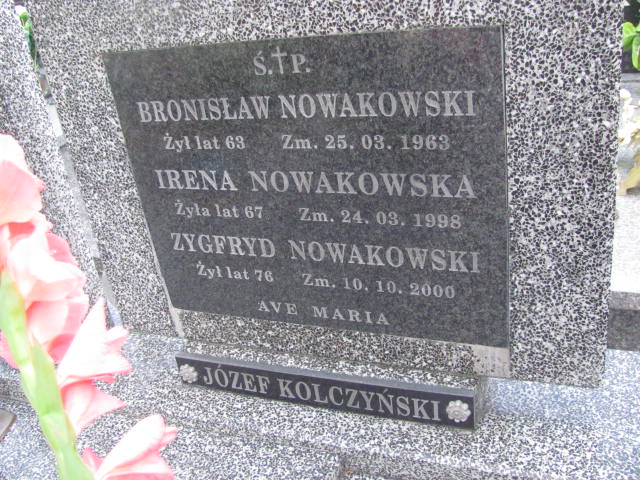 Ś.†P.
BRONISŁAW NOWAKOWSKI
Żył lat 63 Zm. 25. 03. 1963
IRENA NOWAKOWSKA
Żyła lat 67 Zm. 24. 03. 1998
ZYGFRYD NOWAKOWSKI
Żył lat 76 Zm. 10. 10. 2000
AVE MARIA
JÓZEF KOLCZYŃSKI